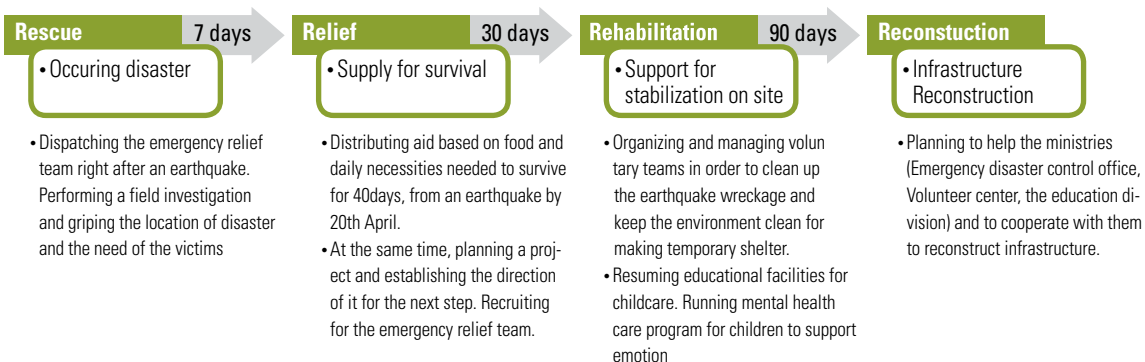 Rescue 7 days
• Occuring disaster
• Dispatching the emergency relief
team right after an earthquake.
Performing a field investigation
and griping the location of disaster
and the need of the victims
Relief 30 days
• Supply for survival
• Distributing aid based on food and
daily necessities needed to survive
for 40days, from an earthquake by
20th April.
• At the same time, planning a proj-
ect and establishing the direction
of it for the next step. Recruiting
for the emergency relief team.
Rehabilitation 90 days
• Support for
stabilization on site
• Organizing and managing volun
tary teams in order to clean up
the earthquake wreckage and
keep the environment clean for
making temporary shelter.
• Resuming educational facilities for
childcare. Running mental health
care program for children to support
emotion
Reconstuction
• Infrastructure
Reconstruction
• Planning to help the ministries
(Emergency disaster control office,
Volunteer center, the education di-
vision) and to cooperate with them
to reconstruct infrastructure.